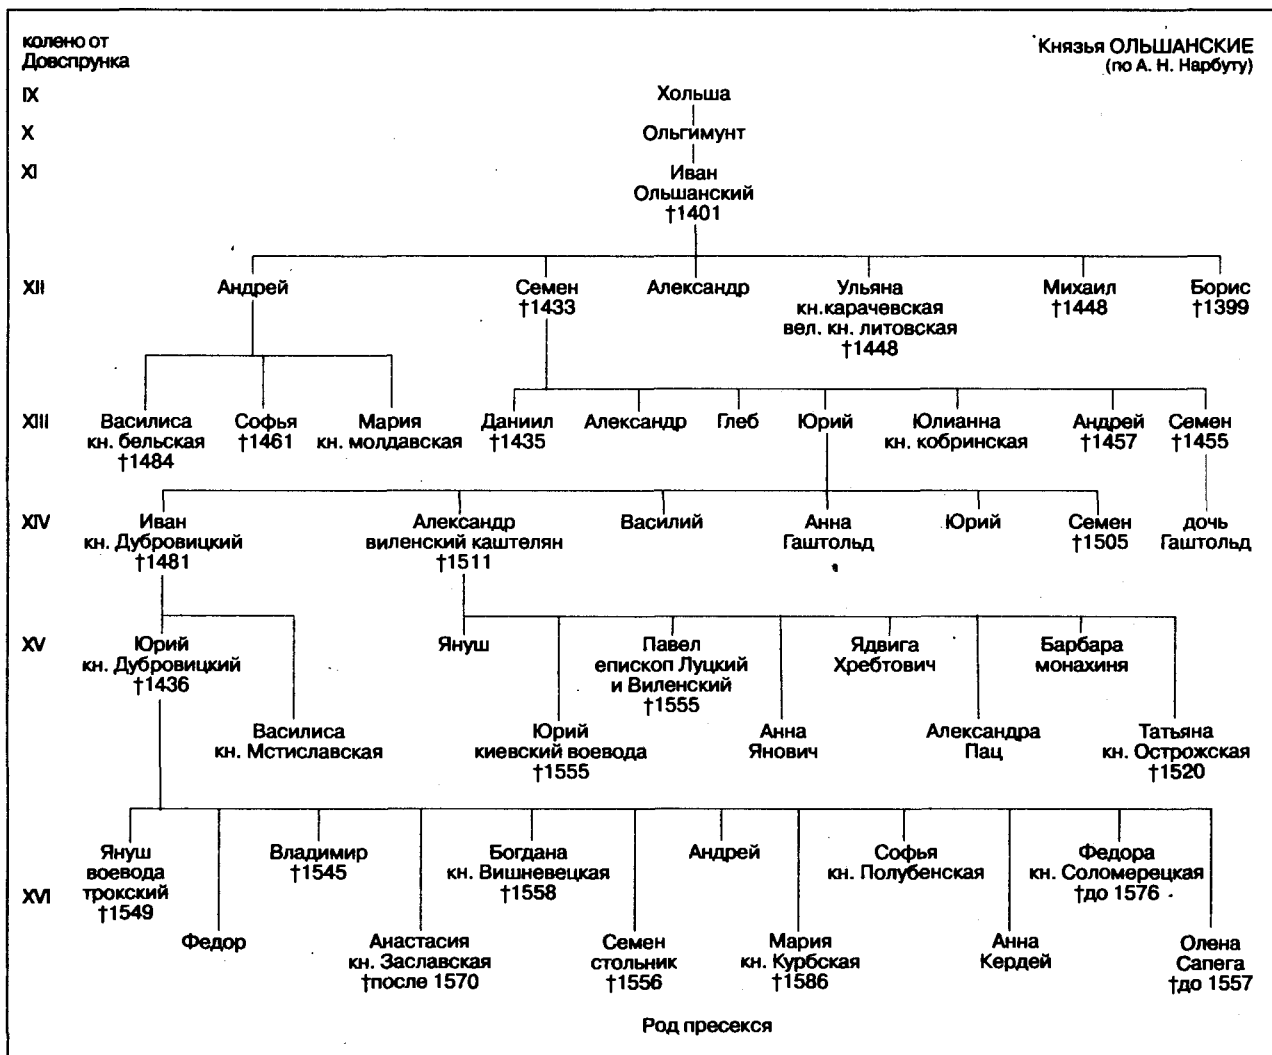 колено от
Довспрунка
Князья ОЛЬШАНСКИЕ
(по А. Н. Нарбуту)
IX
Хольша
X
Ольгимунт
XI
Иван
Ольшанский
†1401
XII
Андрей
Семен
†1433
Александр
Ульяна
кн.карачевская
вел. кн. литовская
†1448
Михаил
†1448
Борис
†1399
XIII
Василиса
кн. бельская
†1484
Софья
†1461
Мария
кн. молдавская
Даниил
†1435
Александр
Глеб
Юрий
Юлианна
кн. кобринская
Андрей
†1457
Семен
†1455
XIV
Иван
кн. Дубровицкий
†1481
Александр
виленский каштелян
†1511
Василий
Анна
Гаштольд
Юрий
Семен
†1505
дочь
Гаштольд
XV
Юрий
кн. Дубровицкий
†1436
Василиса
кн. Мстиславская
Януш
Юрий
киевский воевода
†1555
Павел
епископ Луцкий
и Виленский
†1555
Анна
Янович
Ядвига
Хребтович
Александра
Пац
Барбара
монахиня
Татьяна
кн. Острожская
†1520
XVI
Януш
воевода
трокский
†1549
Федор
Владимир
†1545
Анастасия
кн. Заславская
†после 1570
Богдана
кн. Вишневецкая
†1558
Семен
стольник
†1556
Андрей
Мария
кн. Курбская
†1586
Софья
кн. Полубенская
Анна
Кердей
Федора
кн. Соломерецкая
†до 1576
Олена
Сапега
†до 1557
Род пресекся